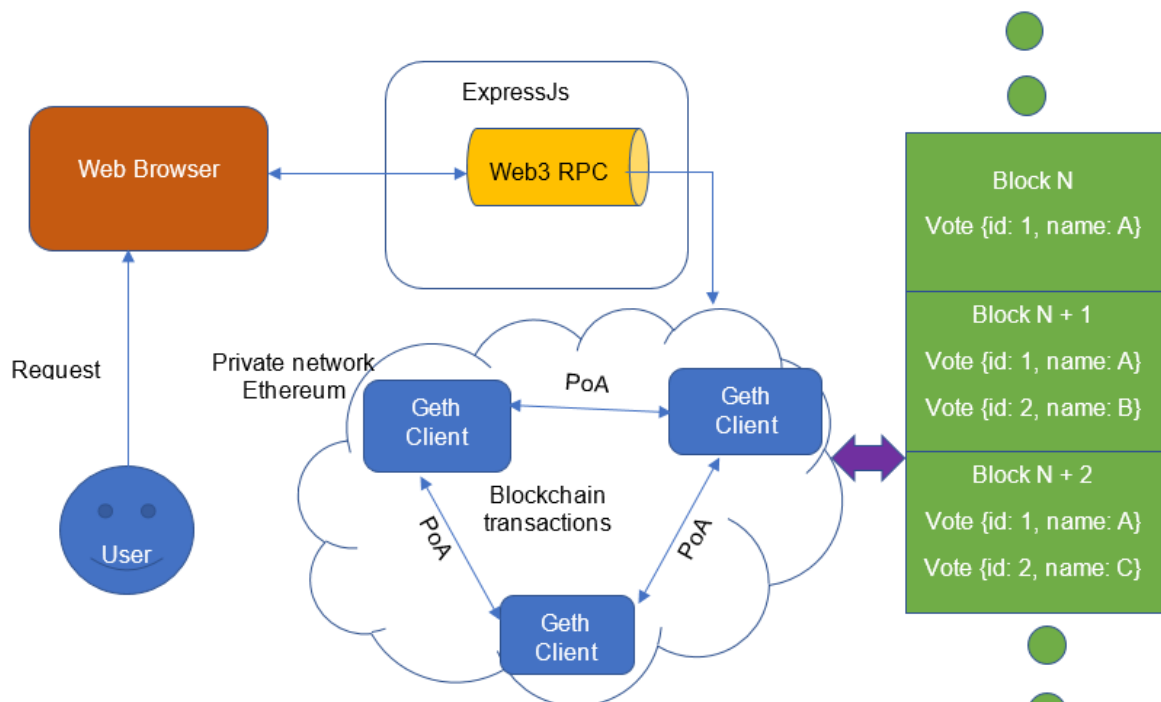 ExpressJs
Web Browser
Web3 RPC
Request
User
Private network
Ethereum
PoA
Geth
Client
Geth
Client
Blockchain
transactions
PoA
PoA
Geth
Client
Block N
Vote {id: 1, name: A}
Block N + 1
Vote {id: 1, name: A}
Vote {id: 2, name: B}
Block N + 2
Vote {id: 1, name: A}
Vote {id: 2, name: C}